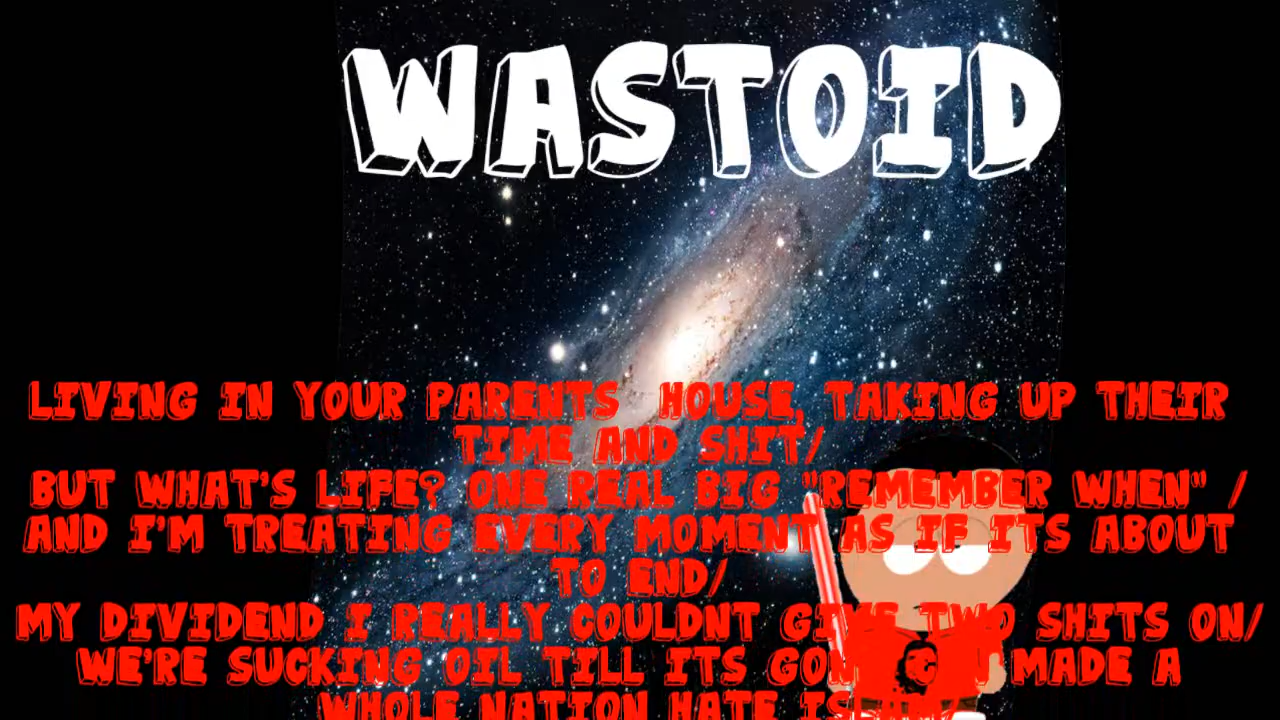 WASTOID
LIVING IN YOUR PARENTS HOUSE, TAKING UP THEIR
TIME AND SHIT/
BUT WHAT'S LIFE? ONE REAL BIG "REMEMBER WHEN" /
AND I'M TREATING EVERY MOMENT AS IF ITS ABOUT
TO END/
MY DIVIDEND I REALLY COULDNT GIVE TWO SHITS ON/
WE'RE SUCKING OIL TILL ITS MADE A
WHOLE NATION HATE